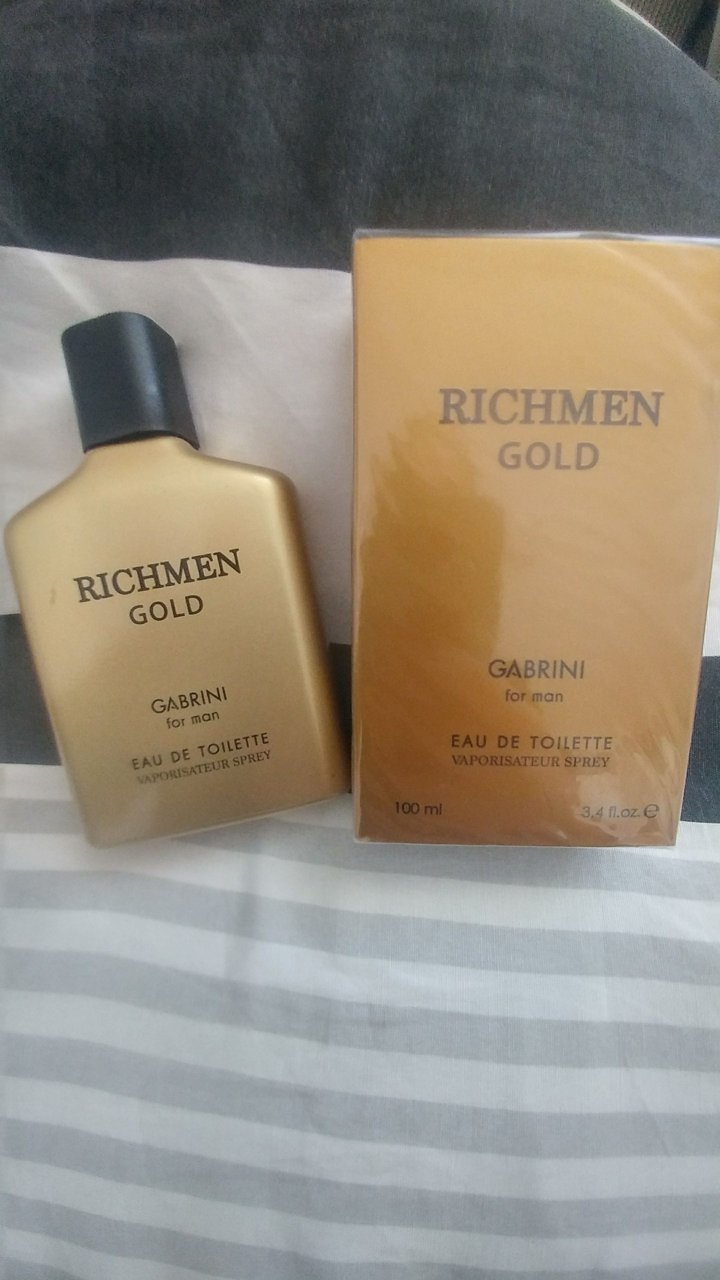 RICHMEN
GOLD
GABRINI
for man
EAU DE TOILETTE
VAPORISATEUR SPREY
RICHMEN
GOLD
GABRINI
for man
EAU DE TOILETTE
VAPORISATEUR SPREY
100 ml
3,4 fl.oz.℮